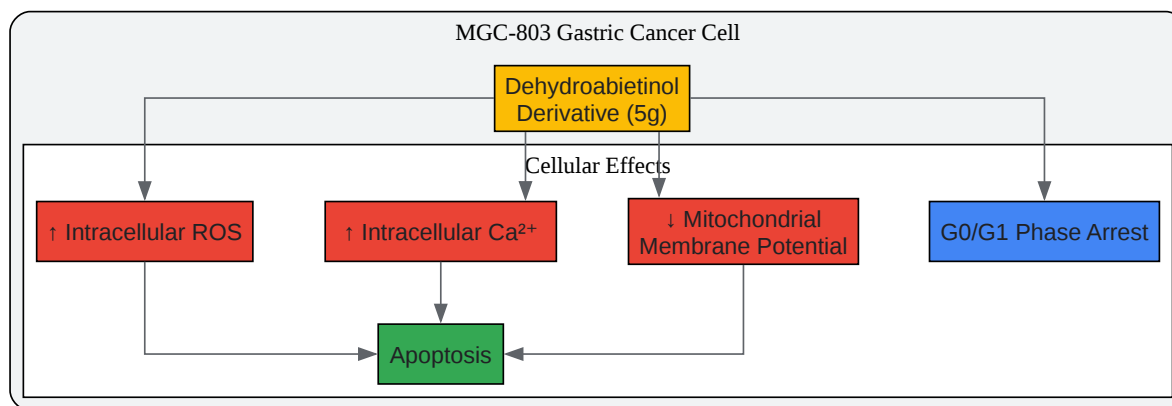 MGC-803 Gastric Cancer Cell
Dehydroabietinol
Derivative (5g)
Cellular Effects
↑ Intracellular ROS
↑ Intracellular Ca²⁺
↓ Mitochondrial
Membrane Potential
G0/G1 Phase Arrest
Apoptosis